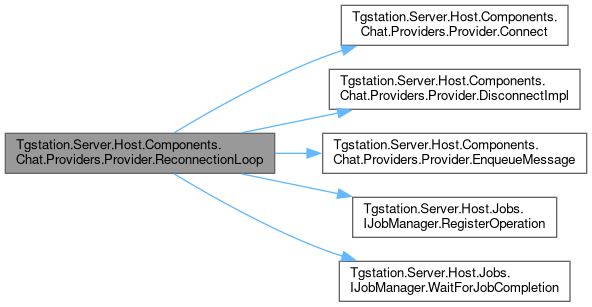 Tgstation.Server.Host.Components.
Chat.Providers.Provider.ReconnectionLoop
Tgstation.Server.Host.Components.
Chat.Providers.Provider.Connect
Tgstation.Server.Host.Components.
Chat.Providers.Provider.DisconnectImpl
Tgstation.Server.Host.Components.
Chat.Providers.Provider.EnqueueMessage
Tgstation.Server.Host.Jobs.
IJobManager.RegisterOperation
Tgstation.Server.Host.Jobs.
IJobManager.WaitForJobCompletion